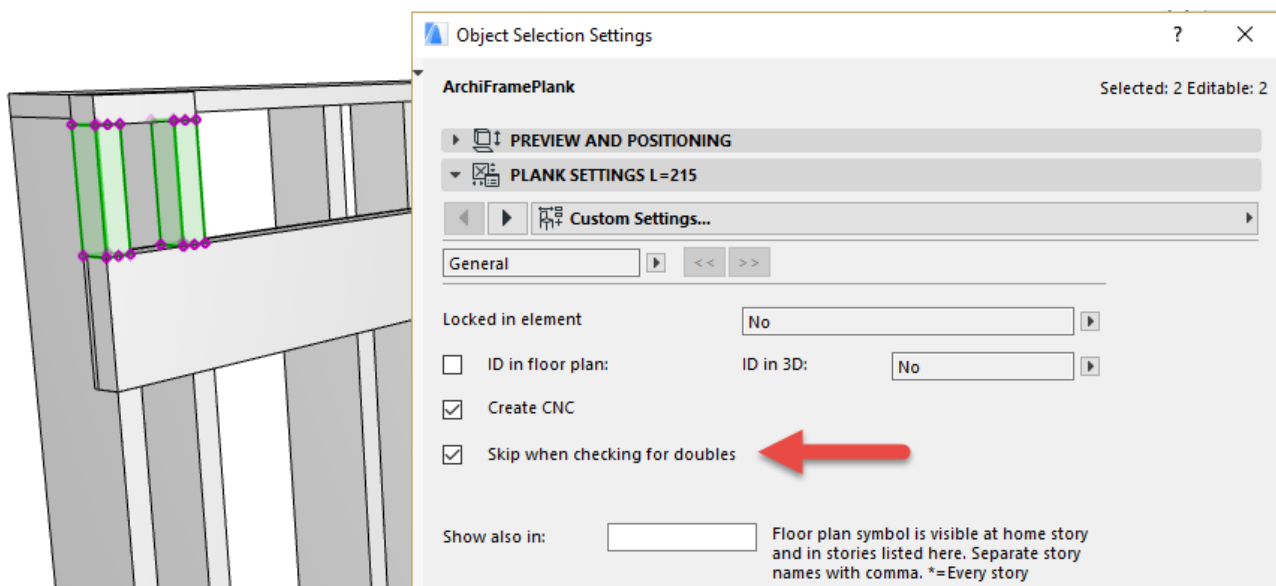 Object Selection Settings
?
ArchiFramePlank
Selected: 2 Editable: 2
PREVIEW AND POSITIONING
PLANK SETTINGS L=215
Custom Settings...
General
<< >>
Locked in element
No
ID in floor plan:
ID in 3D:
No
Create CNC
Skip when checking for doubles
Show also in:
Floor plan symbol is visible at home story
and in stories listed here. Separate story
names with comma. *=Every story